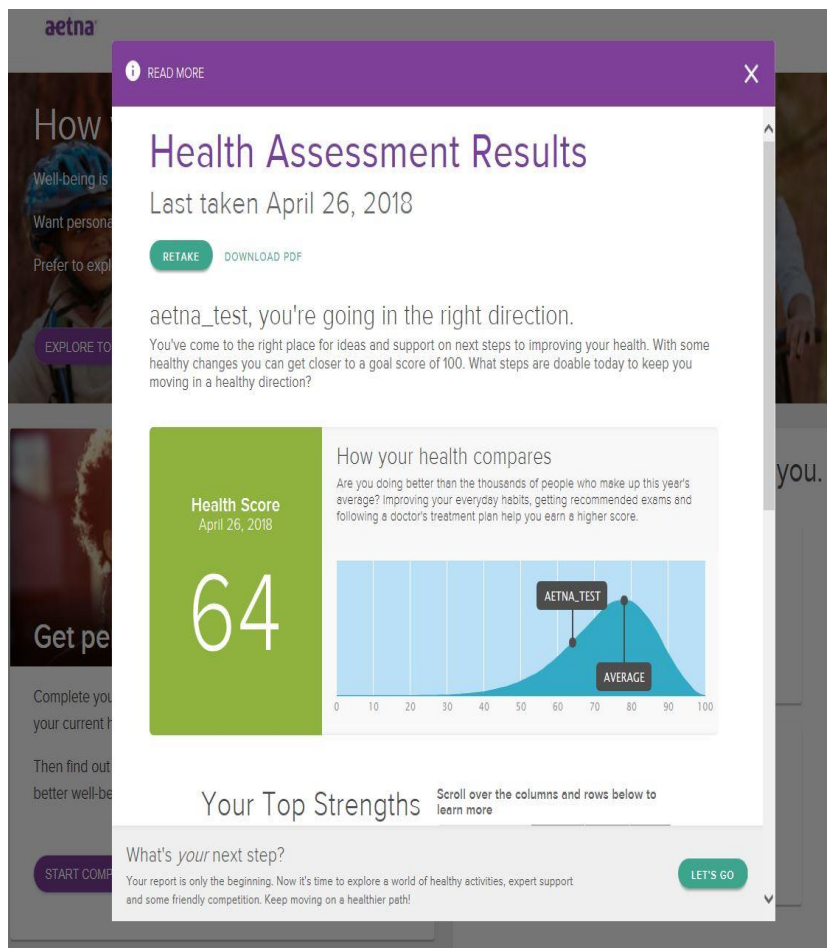 aetna
READ MORE
X
How
Well-being is
Want persona
Prefer to expl
EXPLORE TO
Health Assessment Results
Last taken April 26, 2018
RETAKE DOWNLOAD PDF
aetna_test, you're going in the right direction.
You've come to the right place for ideas and support on next steps to improving your health. With some
healthy changes you can get closer to a goal score of 100. What steps are doable today to keep you
moving in a healthy direction?
Health Score
April 26, 2018
64
How your health compares
Are you doing better than the thousands of people who make up this year's
average? Improving your everyday habits, getting recommended exams and
following a doctor's treatment plan help you earn a higher score.
AETNA_TEST
AVERAGE
0 10 20 30 40 50 60 70 80 90 100
you.
Get pe
Complete you
your current h
Then find out
better well-be
START COMP
Your Top Strengths
Scroll over the columns and rows below to
learn more
What's your next step?
Your report is only the beginning. Now it's time to explore a world of healthy activities, expert support
and some friendly competition. Keep moving on a healthier path!
LET'S GO